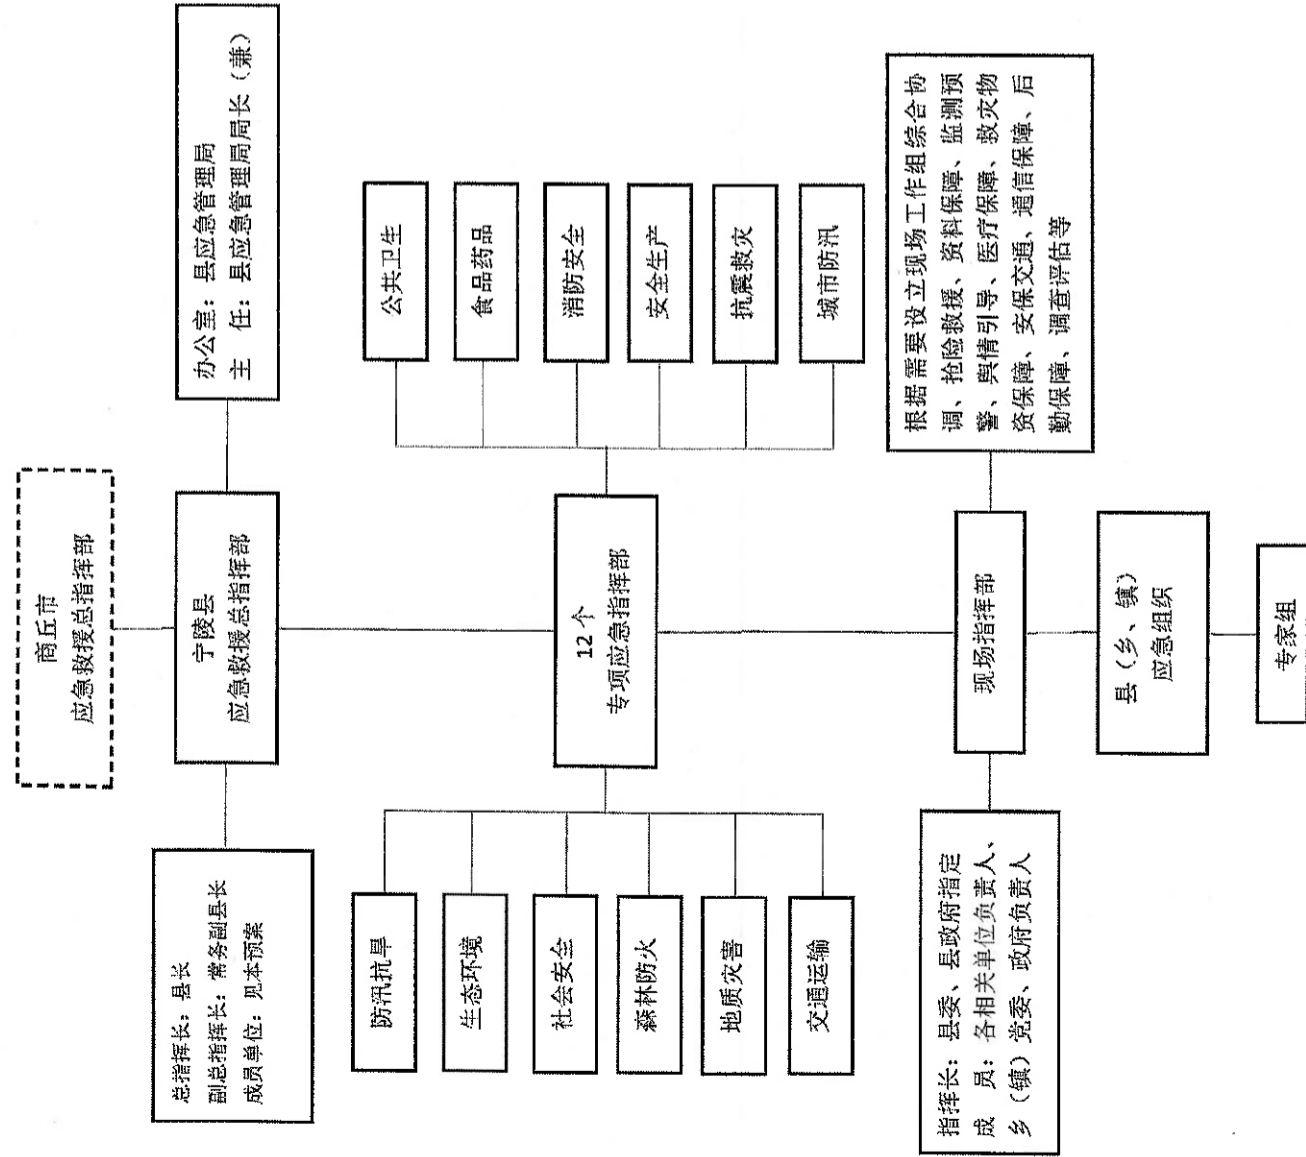 商丘市
应急救援总指挥部
总指挥长：县长
副总指挥长：常务副县长
成员单位：见本预案
宁陵县
应急救援总指挥部
办公室：县应急管理局
主　任：县应急管理局局长（兼）
12 个
专项应急指挥部
防汛抗旱
生态环境
社会安全
森林防火
地质灾害
交通运输
公共卫生
食品药品
消防安全
安全生产
抗震救灾
城市防汛
指挥长：县委、县政府指定
成　员：各相关单位负责人、
乡（镇）党委、政府负责人
现场指挥部
根据需要设立现场工作组综合协
调、抢险救援、资料保障、监测预
警、舆情引导、医疗保障、救灾物
资保障、安保交通、通信保障、后
勤保障、调查评估等
县（乡、镇）
应急组织
专家组